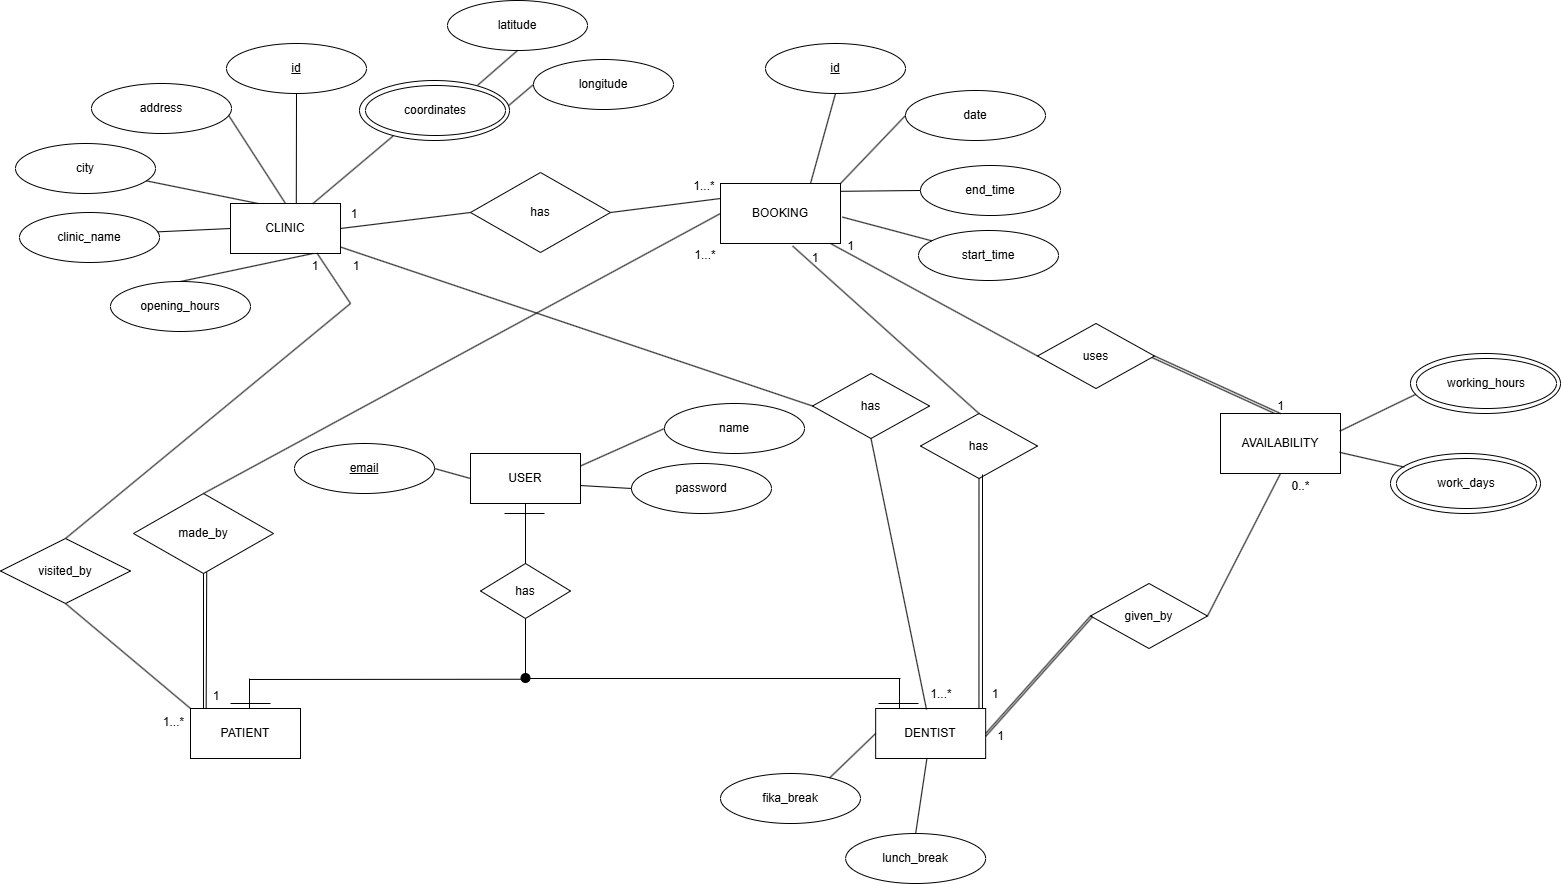 latitude
id
id
longitude
address
coordinates
date
city
1...*
end_time
has
BOOKING
1
CLINIC
clinic_name
1
start_time
1...*
1
1
1
opening_hours
uses
working_hours
1
has
name
AVAILABILITY
has
email
USER
password
work_days
0..*
made_by
visited_by
has
given_by
1
1...*
1
1...*
PATIENT
DENTIST
1
fika_break
lunch_break